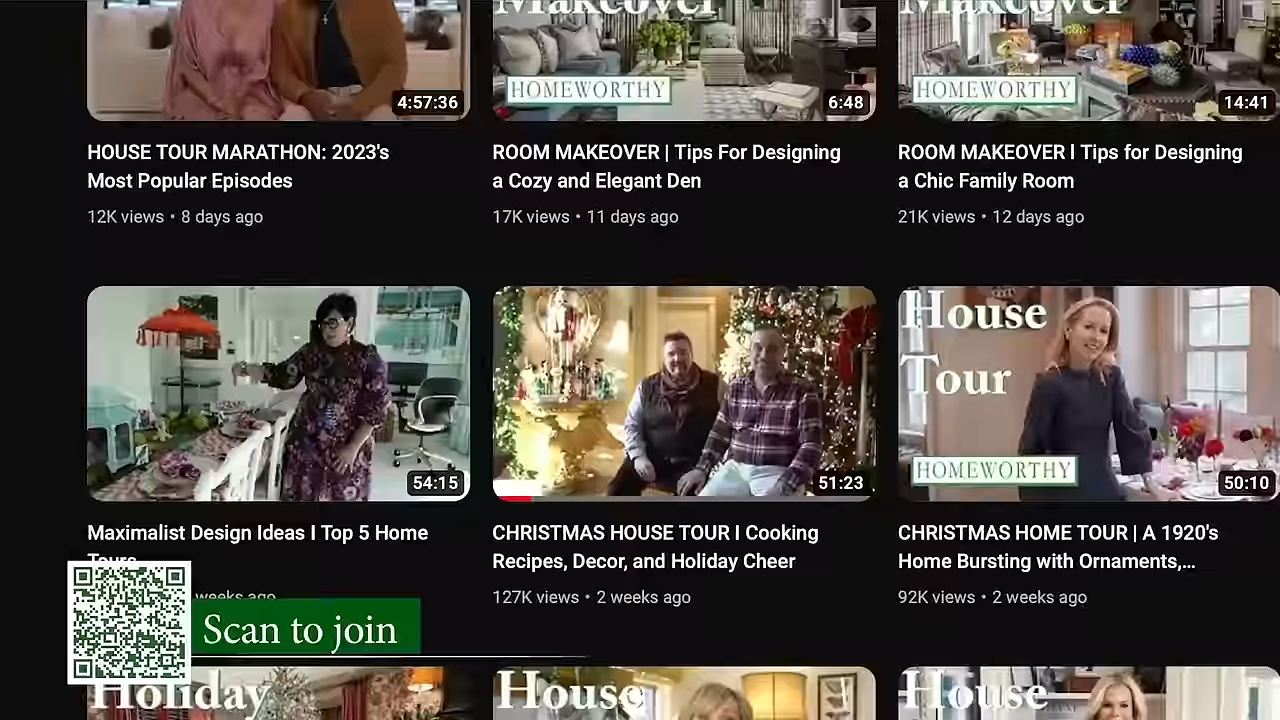 Makeover
Makeover
HOMEWORTHY
HOMEWORTHY
4:57:36
6:48
14:41
HOUSE TOUR MARATHON: 2023's
Most Popular Episodes
12K views • 8 days ago
ROOM MAKEOVER | Tips For Designing
a Cozy and Elegant Den
17K views • 11 days ago
ROOM MAKEOVER I Tips for Designing
a Chic Family Room
21K views • 12 days ago
House
Tour
HOMEWORTHY
54:15
51:23
50:10
Maximalist Design Ideas I Top 5 Home
Tours
weeks ago
CHRISTMAS HOUSE TOUR I Cooking
Recipes, Decor, and Holiday Cheer
127K views • 2 weeks ago
CHRISTMAS HOME TOUR | A 1920's
Home Bursting with Ornaments,...
92K views • 2 weeks ago
Scan to join
Holiday
House
House